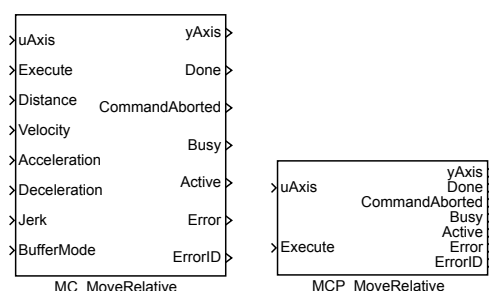 uAxis
Execute
Distance
Velocity
Acceleration
Deceleration
Jerk
BufferMode
yAxis
Done
CommandAborted
Busy
Active
Error
ErrorID
MC_MoveRelative
uAxis
Execute
yAxis
Done
CommandAborted
Busy
Active
Error
ErrorID
MCP_MoveRelative